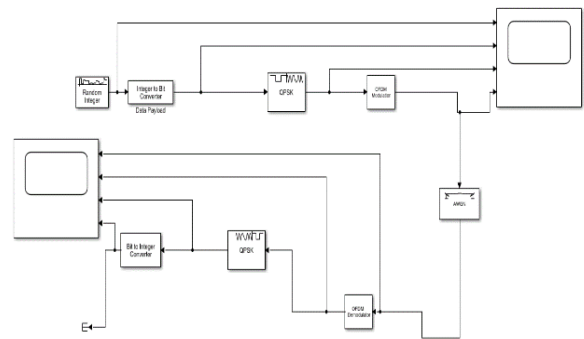 Random
Integer
Integer to Bit
Converter
Data Payload
QPSK
OFDM
Modulator
AWGN
Bit to Integer
Converter
QPSK
OFDM
Demodulator